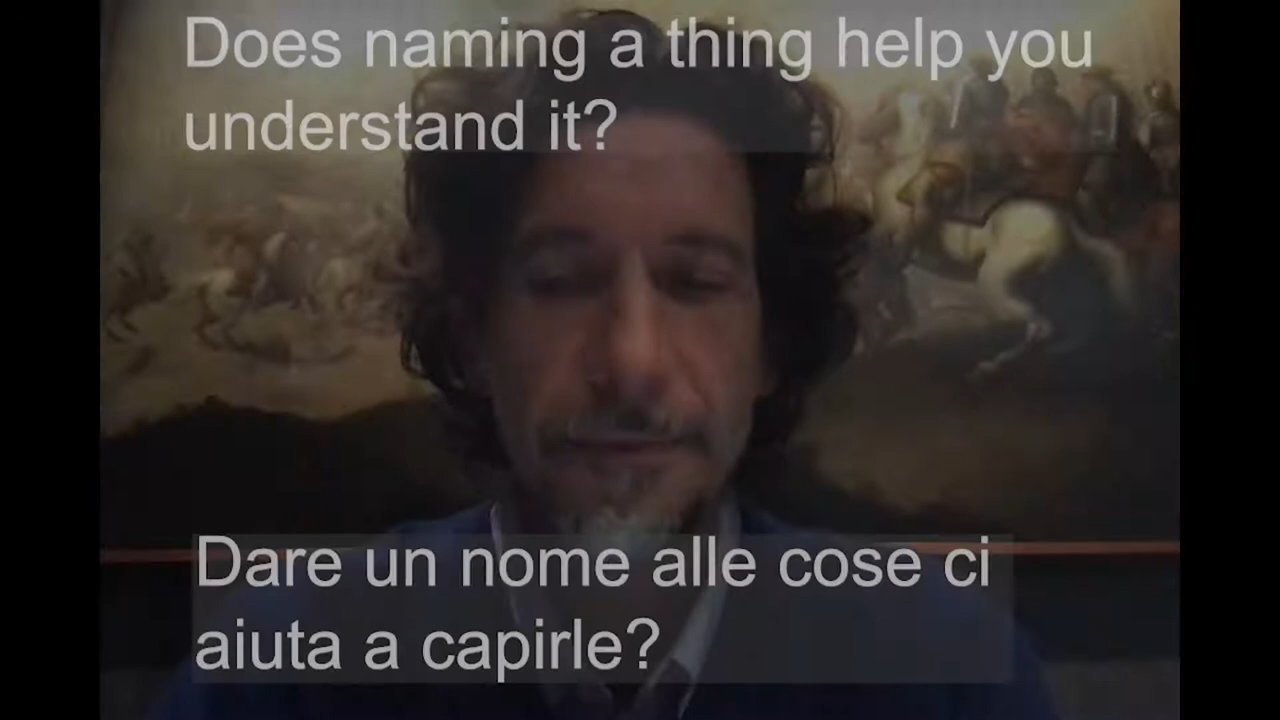 Does naming a thing help you
understand it?
Dare un nome alle cose ci
aiuta a capirle?